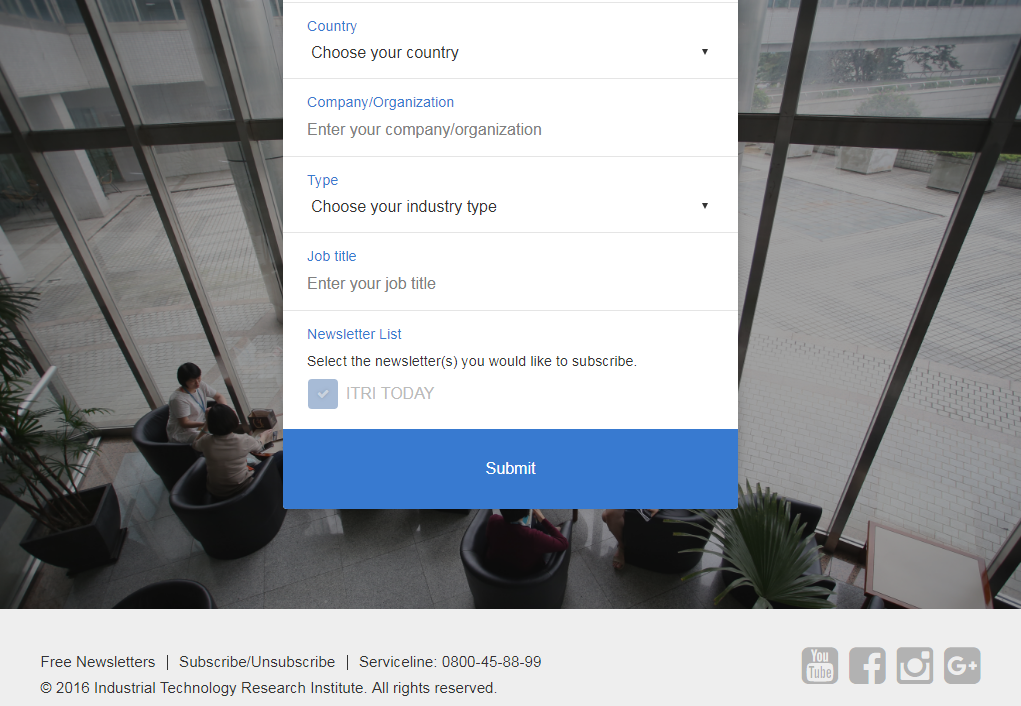 Country
Choose your country
Company/Organization
Enter your company/organization
Type
Choose your industry type
Job title
Enter your job title
Newsletter List
Select the newsletter(s) you would like to subscribe.
ITRI TODAY
Submit
Free Newsletters | Subscribe/Unsubscribe | Serviceline: 0800-45-88-99
© 2016 Industrial Technology Research Institute. All rights reserved.
You
Tube
f
G+